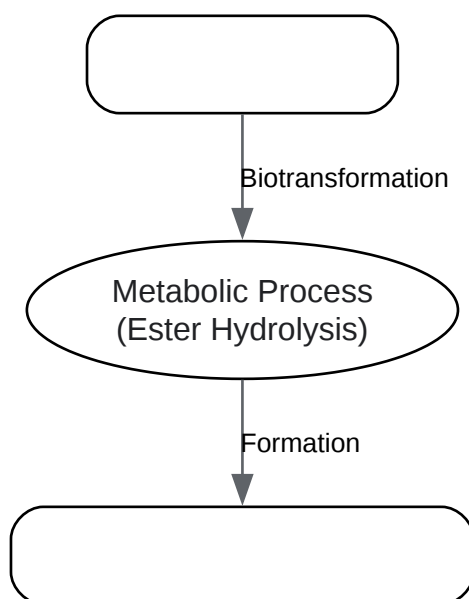 Biotransformation
Metabolic Process
(Ester Hydrolysis)
Formation